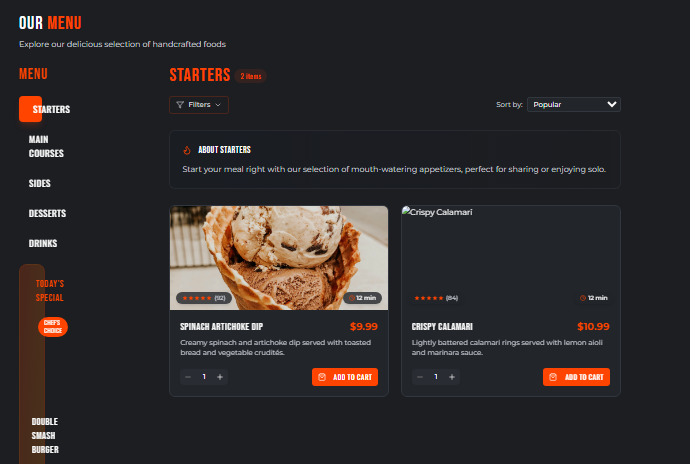 OUR MENU
Explore our delicious selection of handcrafted foods
MENU
STARTERS
MAIN
COURSES
SIDES
DESSERTS
DRINKS
TODAY'S
SPECIAL
CHEF'S
CHOICE
DOUBLE
SMASH
BURGER
STARTERS 2 items
Filters
Sort by: Popular
ABOUT STARTERS
Start your meal right with our selection of mouth-watering appetizers, perfect for sharing or enjoying solo.
★★★★★ (92) 12 min
SPINACH ARTICHOKE DIP $9.99
Creamy spinach and artichoke dip served with toasted
bread and vegetable crudités.
− 1 + ADD TO CART
Crispy Calamari
★★★★★ (84) 12 min
CRISPY CALAMARI $10.99
Lightly battered calamari rings served with lemon aioli
and marinara sauce.
− 1 + ADD TO CART